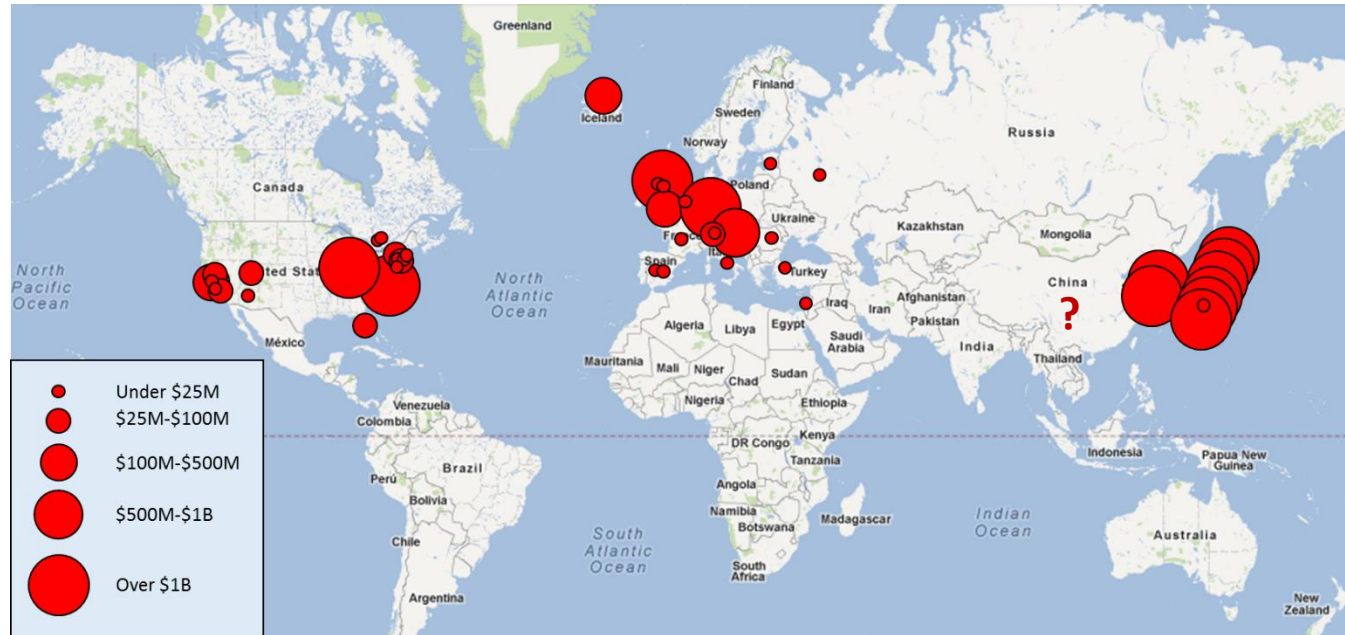 Greenland
Iceland
Finland
Sweden
Norway
Russia
Canada
Poland
Ukraine
Kazakhstan
Mongolia
North
Pacific
Ocean
ted States
North
Atlantic
Ocean
Spain
Turkey
China
?
Afghanistan
Iraq
Iran
Pakistan
México
Algeria
Libya
Egypt
Saudi
Arabia
India
Thailand
Mauritania
Mali
Niger
Chad
Sudan
Nigeria
Ethiopia
Venezuela
Colombia
DR Congo
Kenya
Tanzania
Indonesia
Papua New
Guinea
Brazil
Perú
Bolivia
Angola
Namibia
Botswana
Madagascar
Indian
Ocean
Australia
South
Atlantic
Ocean
Chile
South
Africa
Argentina
New
Zealand
Under $25M
$25M-$100M
$100M-$500M
$500M-$1B
Over $1B